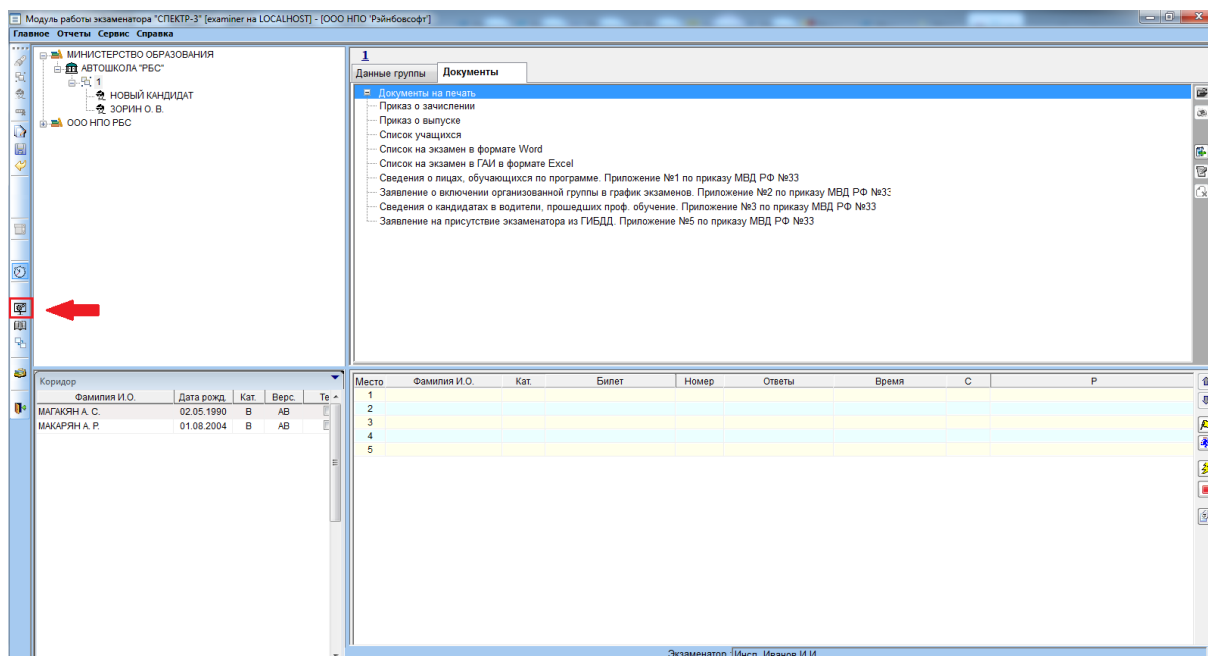 Модуль работы экзаменатора "СПЕКТР-3" [examiner на LOCALHOST] - [ООО НПО 'Рэйнбовсофт']
Главное Отчеты Сервис Справка
МИНИСТЕРСТВО ОБРАЗОВАНИЯ
АВТОШКОЛА "РБС"
1
НОВЫЙ КАНДИДАТ
ЗОРИН О. В.
ООО НПО РБС
1
Данные группы Документы
Документы на печать
Приказ о зачислении
Приказ о выпуске
Список учащихся
Список на экзамен в формате Word
Список на экзамен в ГАИ в формате Excel
Сведения о лицах, обучающихся по программе. Приложение №1 по приказу МВД РФ №33
Заявление о включении организованной группы в график экзаменов. Приложение №2 по приказу МВД РФ №33
Сведения о кандидатах в водители, прошедших проф. обучение. Приложение №3 по приказу МВД РФ №33
Заявление на присутствие экзаменатора из ГИБДД. Приложение №5 по приказу МВД РФ №33
Коридор
Фамилия И.О. Дата рожд. Кат. Верс. Те
МАГАКЯН А. С. 02.05.1990 B AB
МАКАРЯН А. Р. 01.08.2004 B AB
Место Фамилия И.О. Кат. Билет Номер Ответы Время С Р
1
2
3
4
5
Экзаменатор: Инсп. Иванов И.И.